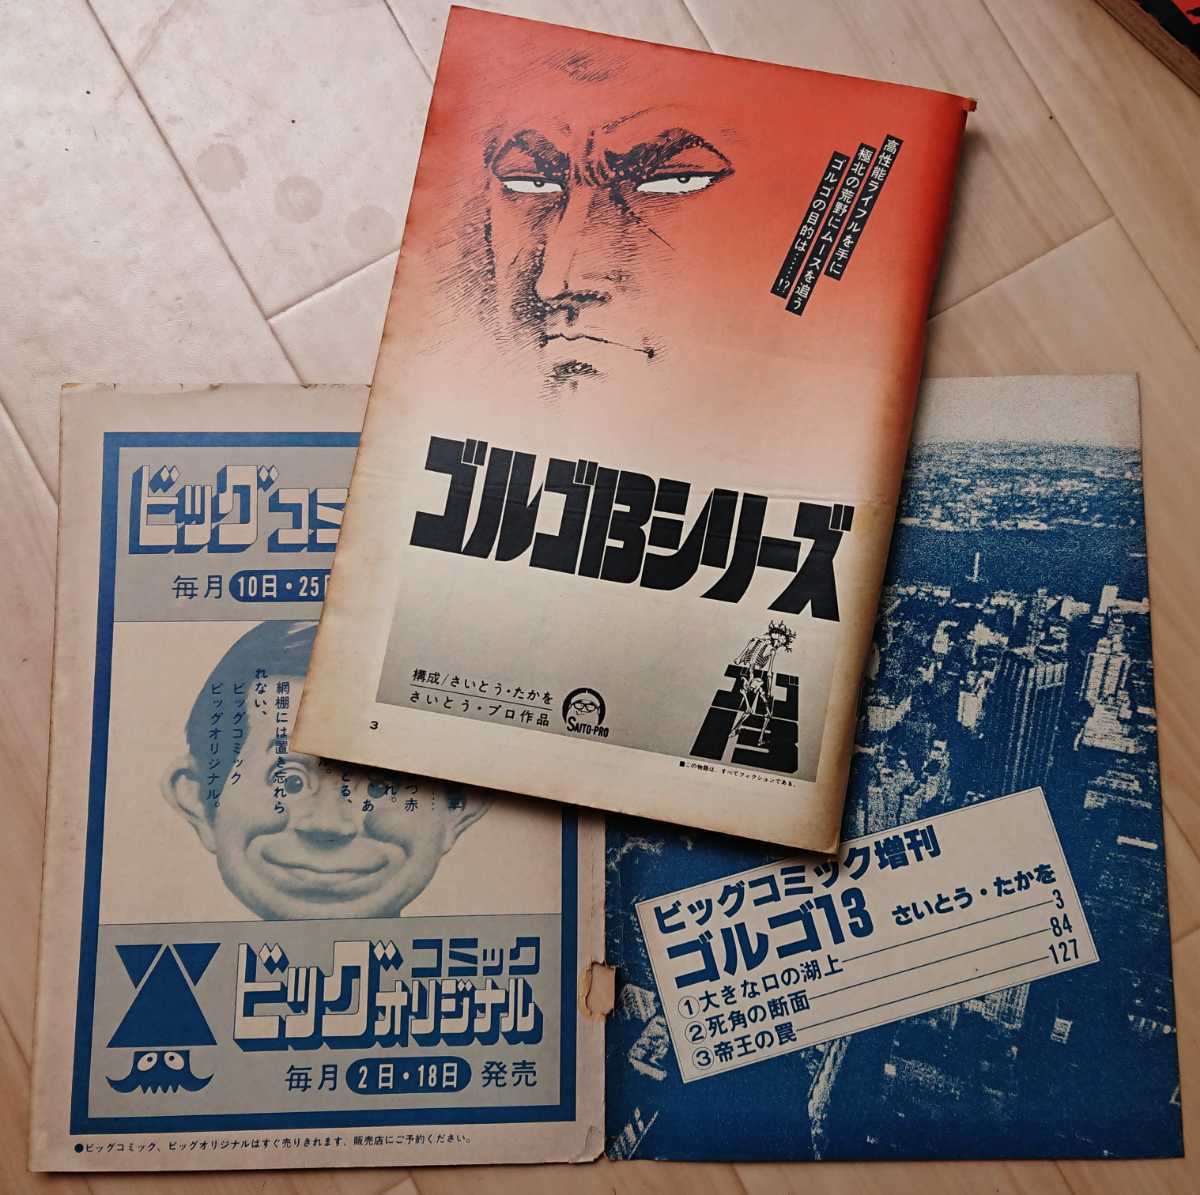 高性能ライフルを手に
極北の荒野にムースを追う
ゴルゴの目的は……!?
ゴルゴ13シリーズ
構成/さいとう・たかを
さいとう・プロ作品
SAITO-PRO
ゴルゴ
13
3
■この物語は、すべてフィクションである。
ビッグコミ
毎月10日・25日
網棚には置き忘れら
れない、
ビッグコミック
ビッグオリジナル。
ビッグコミック
オリジナル
毎月2日・18日発売
●ビッグコミック、ビッグオリジナルはすぐ売りきれます、販売店にご予約ください。
ビッグコミック増刊
ゴルゴ13 さいとう・たかを
①大きな口の湖上 3
②死角の断面 84
③帝王の罠 127